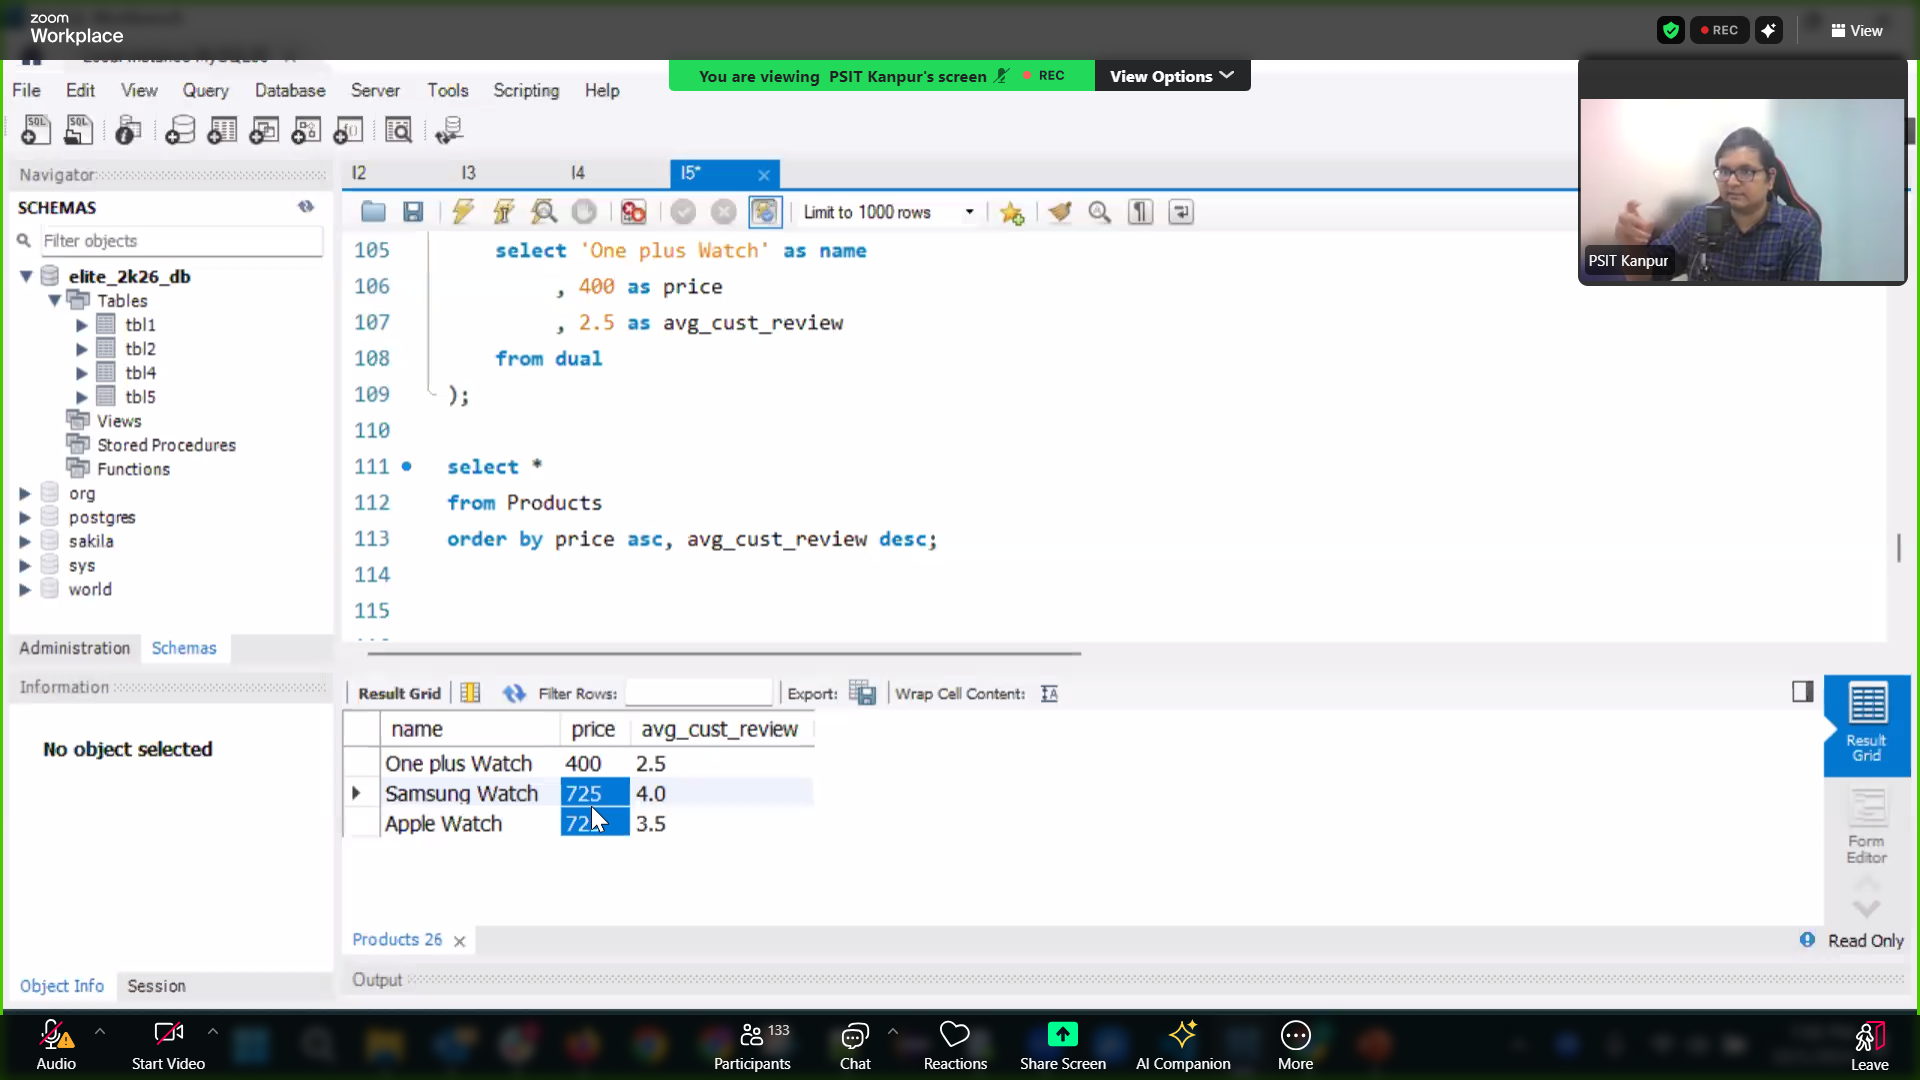 zoom
Workplace
REC
View
You are viewing PSIT Kanpur's screen
REC
View Options
File Edit View Query Database Server Tools Scripting Help
Navigator
SCHEMAS
Filter objects
elite_2k26_db
Tables
tbl1
tbl2
tbl4
tbl5
Views
Stored Procedures
Functions
org
postgres
sakila
sys
world
Administration Schemas
Information
No object selected
Object Info Session
l2 l3 l4 l5*
Limit to 1000 rows
105 select 'One plus Watch' as name
106 , 400 as price
107 , 2.5 as avg_cust_review
108 from dual
109 );
110
111 select *
112 from Products
113 order by price asc, avg_cust_review desc;
114
115
Result Grid Filter Rows: Export: Wrap Cell Content:
name price avg_cust_review
One plus Watch 400 2.5
Samsung Watch 725 4.0
Apple Watch 3.5
Result
Grid
Form
Editor
Products 26
Read Only
Output
PSIT Kanpur
Audio
Start Video
Participants 133
Chat
Reactions
Share Screen
AI Companion
More
Leave